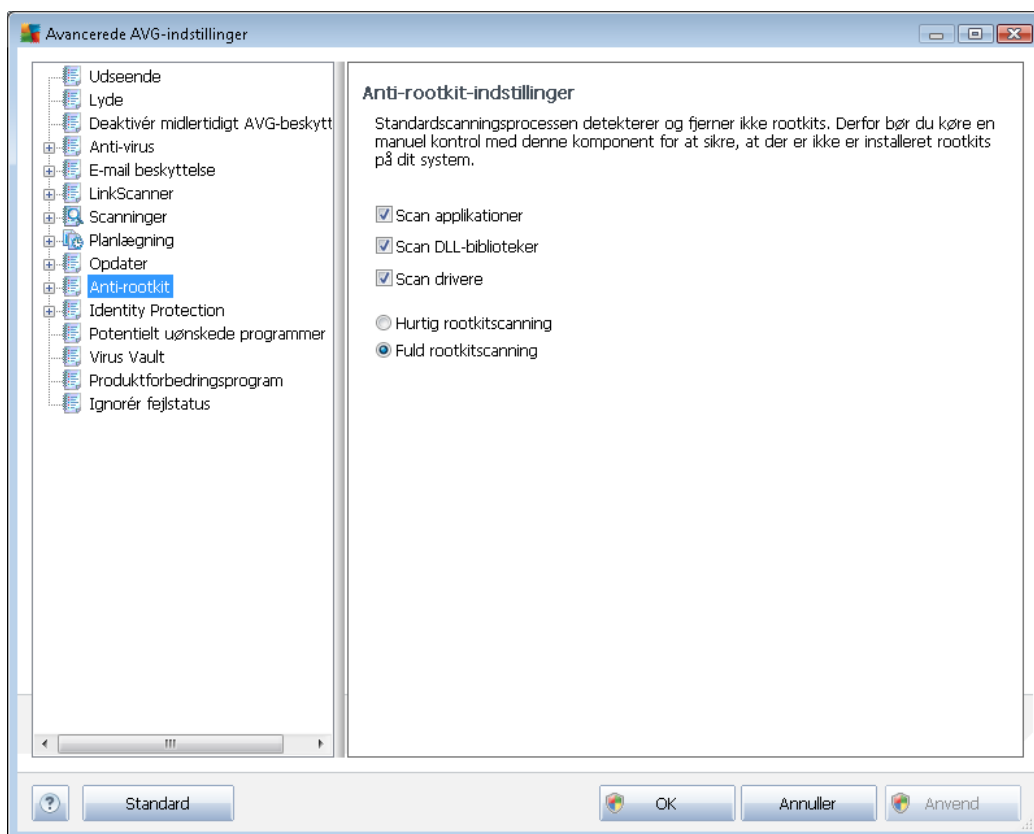 Avancerede AVG-indstillinger
Udseende
Lyde
Deaktivér midlertidigt AVG-beskytt
Anti-virus
E-mail beskyttelse
LinkScanner
Scanninger
Planlægning
Opdater
Anti-rootkit
Identity Protection
Potentielt uønskede programmer
Virus Vault
Produktforbedringsprogram
Ignorér fejlstatus
Anti-rootkit-indstillinger
Standardscanningsprocessen detekterer og fjerner ikke rootkits. Derfor bør du køre en
manuel kontrol med denne komponent for at sikre, at der er ikke er installeret rootkits
på dit system.
Scan applikationer
Scan DLL-biblioteker
Scan drivere
Hurtig rootkitscanning
Fuld rootkitscanning
Standard
OK
Annuller
Anvend